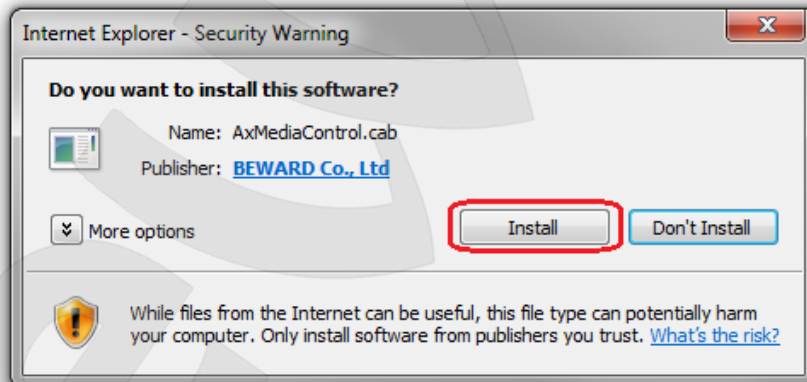 Internet Explorer - Security Warning
Do you want to install this software?
Name: AxMediaControl.cab
Publisher: BEWARD Co., Ltd
More options
Install
Don't Install
While files from the Internet can be useful, this file type can potentially harm
your computer. Only install software from publishers you trust. What's the risk?